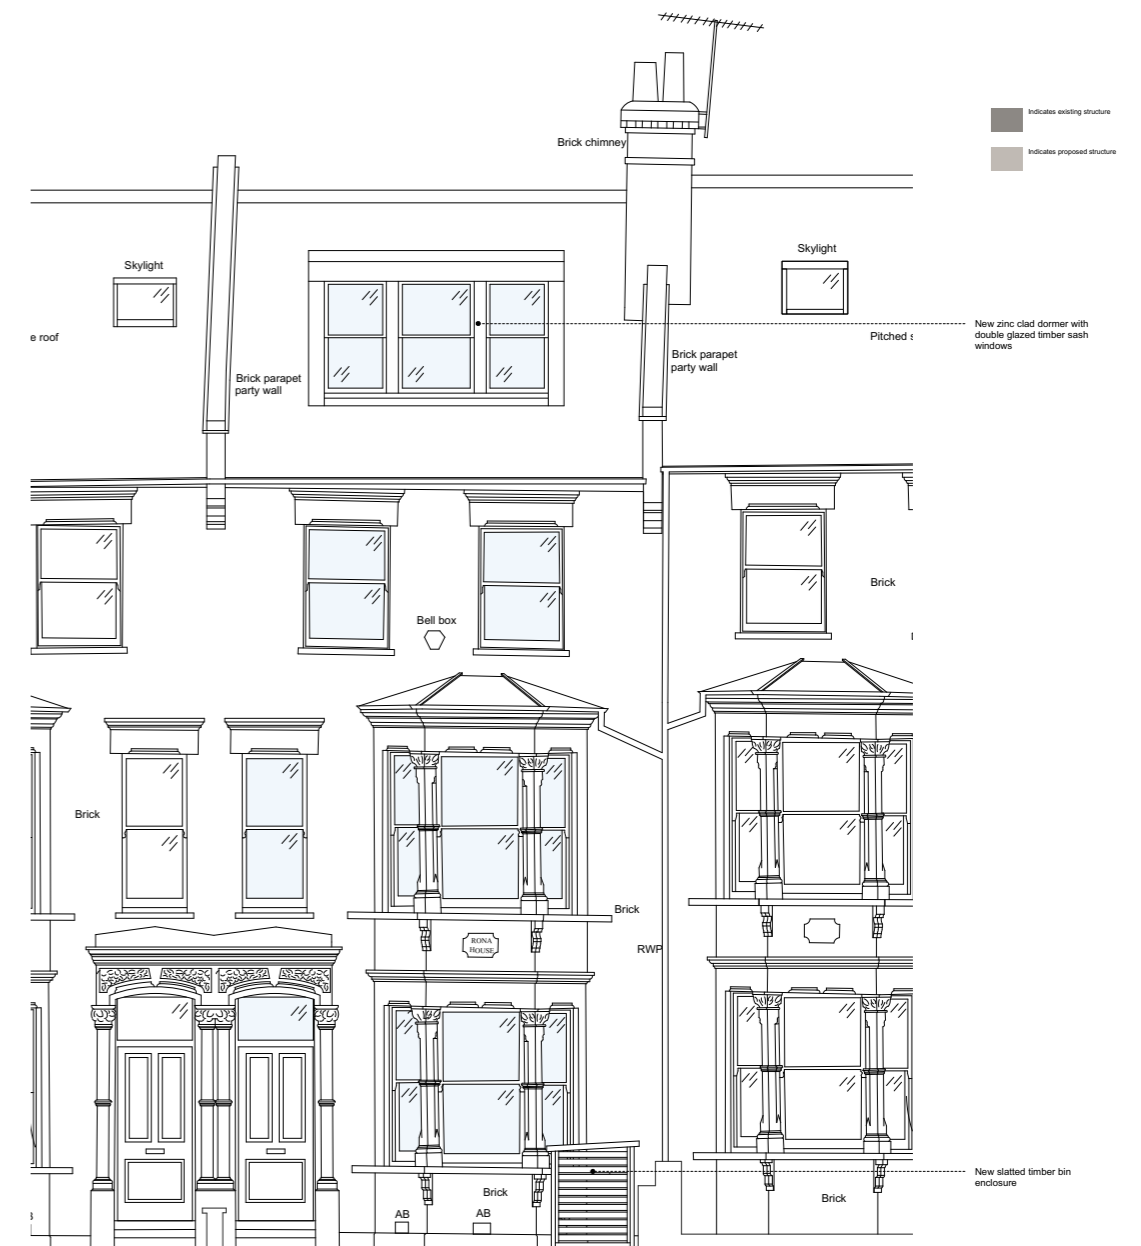 Indicates existing structure
Brick chimney
Indicates proposed structure
Skylight
Skylight
New zinc clad dormer with
double glazed timber sash
windows
e roof
Pitched s
Brick parapet
party wall
Brick parapet
party wall
Brick
Bell box
Brick
Brick
RONA
HOUSE
RWP
New slatted timber bin
enclosure
Brick
Brick
AB
AB